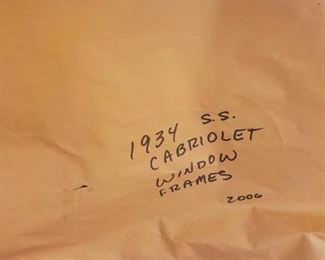 1934 S.S.
CABRIOLET
WINDOW
FRAMES
2006